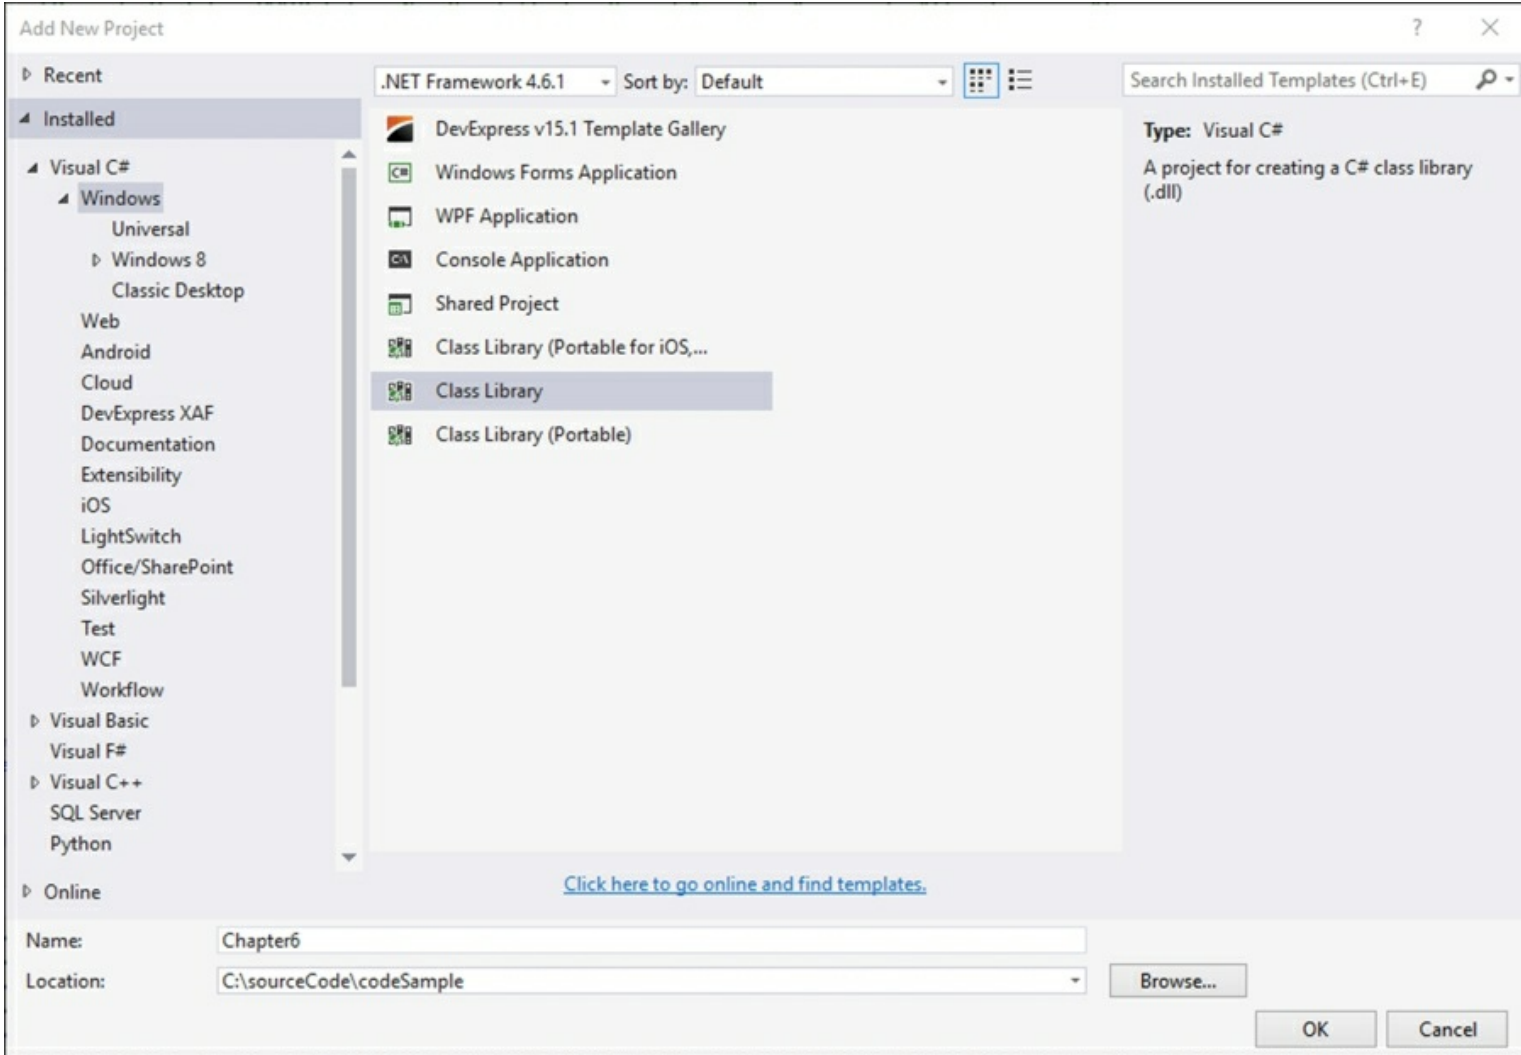 Add New Project
?
Recent
.NET Framework 4.6.1
Sort by:
Default
Search Installed Templates (Ctrl+E)
Installed
Visual C#
Windows
Universal
Windows 8
Classic Desktop
Web
Android
Cloud
DevExpress XAF
Documentation
Extensibility
iOS
LightSwitch
Office/SharePoint
Silverlight
Test
WCF
Workflow
Visual Basic
Visual F#
Visual C++
SQL Server
Python
Online
DevExpress v15.1 Template Gallery
C# Windows Forms Application
WPF Application
C:\ Console Application
Shared Project
Class Library (Portable for iOS,...
Class Library
Class Library (Portable)
Click here to go online and find templates.
Type: Visual C#
A project for creating a C# class library
(.dll)
Name:
Chapter6
Location:
C:\sourceCode\codeSample
Browse...
OK
Cancel